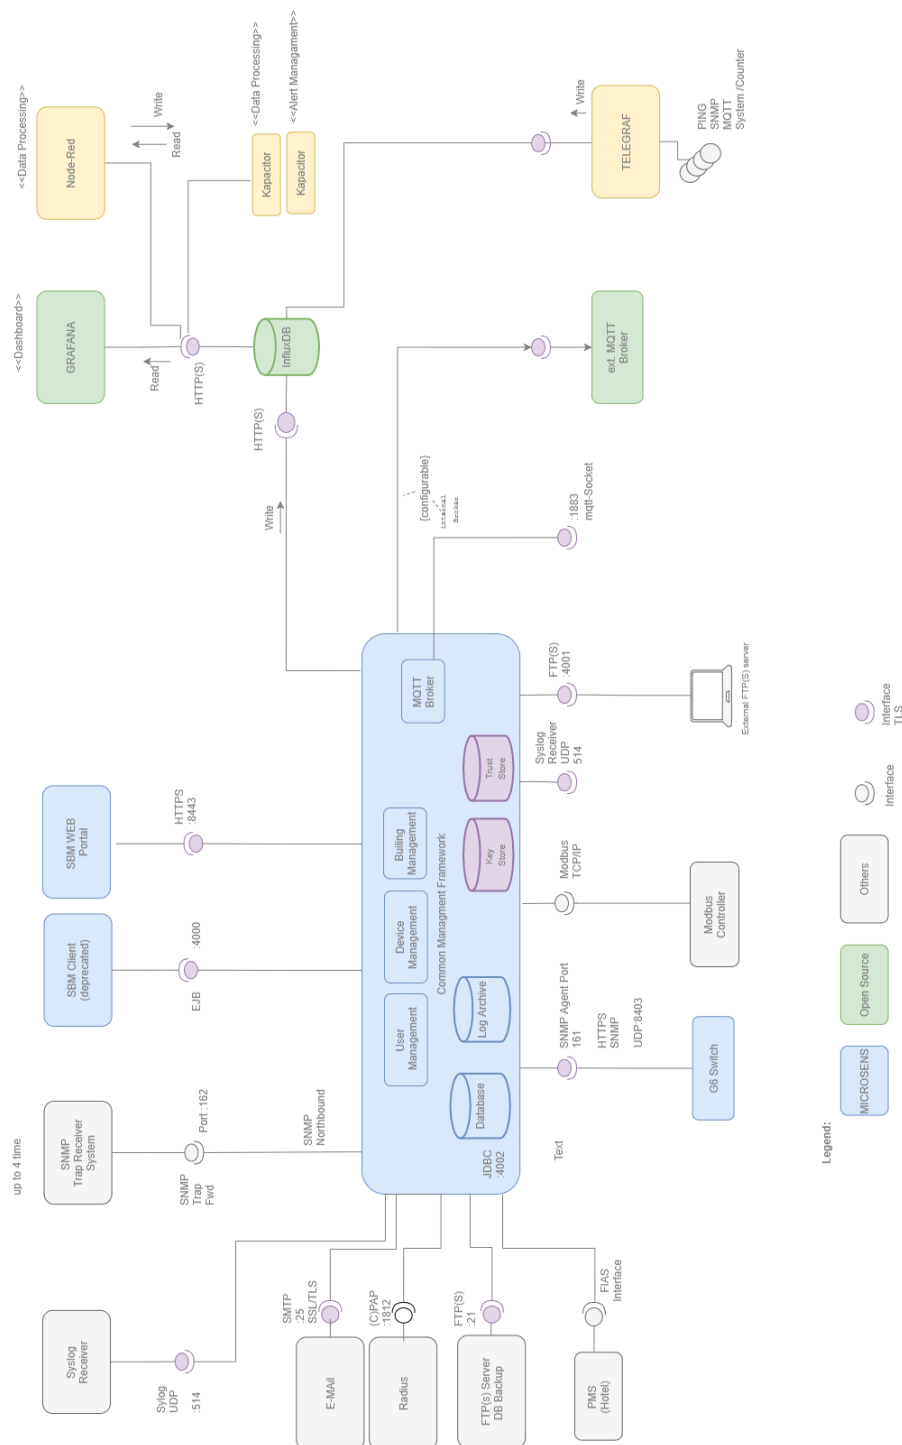 up to 4 time
Syslog
Receiver
Sylog
UDP
:514
SNMP
Trap Receiver
System
SNMP
Trap
Fwd
Port :162
SNMP
Northbound
SBM Client
(deprecated)
EJB
:4000
SBM WEB
Portal
HTTPS
:8443
<<Dashboard>>
GRAFANA
Read
HTTP(S)
<<Data Processing>>
Node-Red
Write
Read
<<Data Processing>>
<<Alert Managament>>
Kapacitor
Kapacitor
InfluxDB
HTTP(S)
Write
E-MAil
SMTP
:25
SSL/TLS
Radius
(C)PAP
:1812
FTP(s) Server
DB Backup
FTP(S)
:21
PMS
(Hotel)
FIAS
Interface
User
Management
Device
Management
Builing
Management
Common Managment Framework
MQTT
Broker
Database
Log Archive
Key
Store
Trust
Store
JDBC
:4002
{configurable}
internal
Broker
:1883
mqtt-Socket
ext. MQTT
Broker
Write
TELEGRAF
PING
SNMP
MQTT
System /Counter
Text
SNMP Agent Port
161
HTTPS
SNMP
UDP:8403
G6 Switch
Modbus
TCP/IP
Modbus
Controller
Syslog
Receiver
UDP
514
FTP(S)
:4001
External FTP(S) server
Legend:
MICROSENS
Open Source
Others
Interface
Interface
TLS